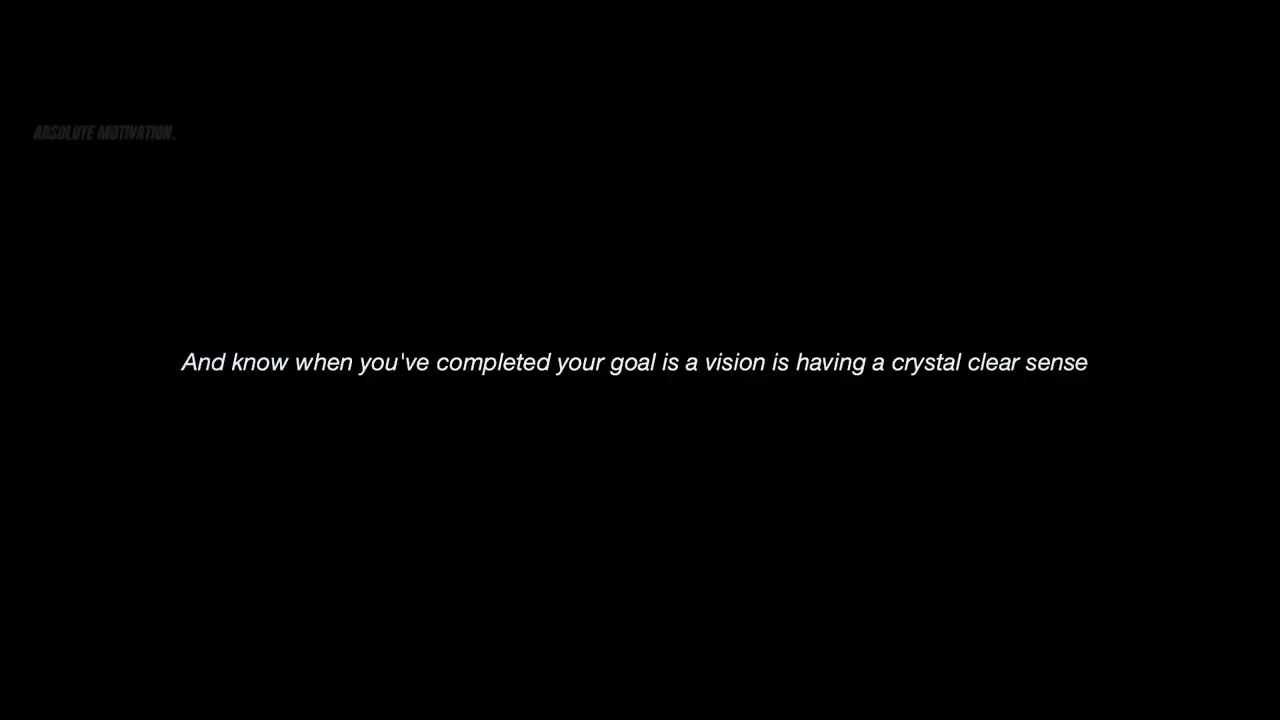 ABSOLUTE MOTIVATION.
And know when you've completed your goal is a vision is having a crystal clear sense